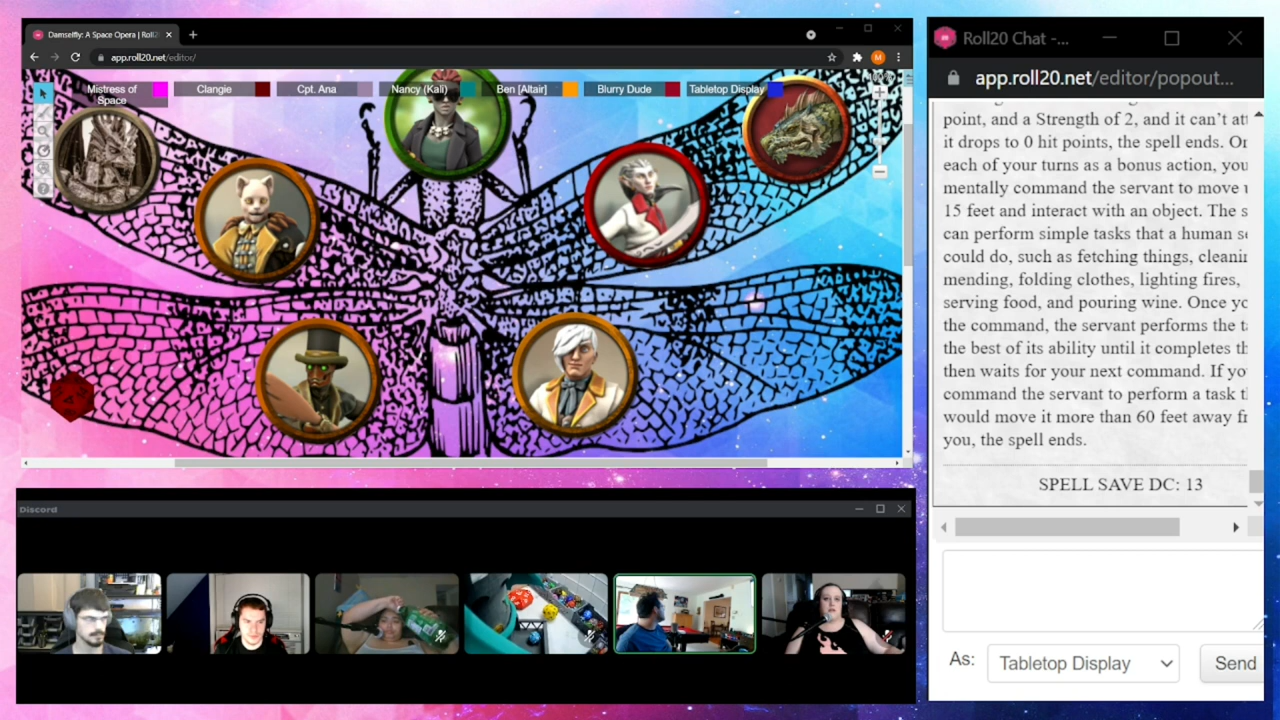 Damselfly: A Space Opera | Roll2
app.roll20.net/editor/
M
Mistress of
Space
Clangie
Cpt. Ana
Nancy (Kali)
Ben [Altair]
Blurry Dude
Tabletop Display
Discord
Roll20 Chat -...
app.roll20.net/editor/popout...
point, and a Strength of 2, and it can't att
it drops to 0 hit points, the spell ends. On
each of your turns as a bonus action, you
mentally command the servant to move u
15 feet and interact with an object. The s
can perform simple tasks that a human se
could do, such as fetching things, cleanin
mending, folding clothes, lighting fires,
serving food, and pouring wine. Once yo
the command, the servant performs the ta
the best of its ability until it completes th
then waits for your next command. If yo
command the servant to perform a task t
would move it more than 60 feet away fr
you, the spell ends.
SPELL SAVE DC: 13
As:
Tabletop Display
Send